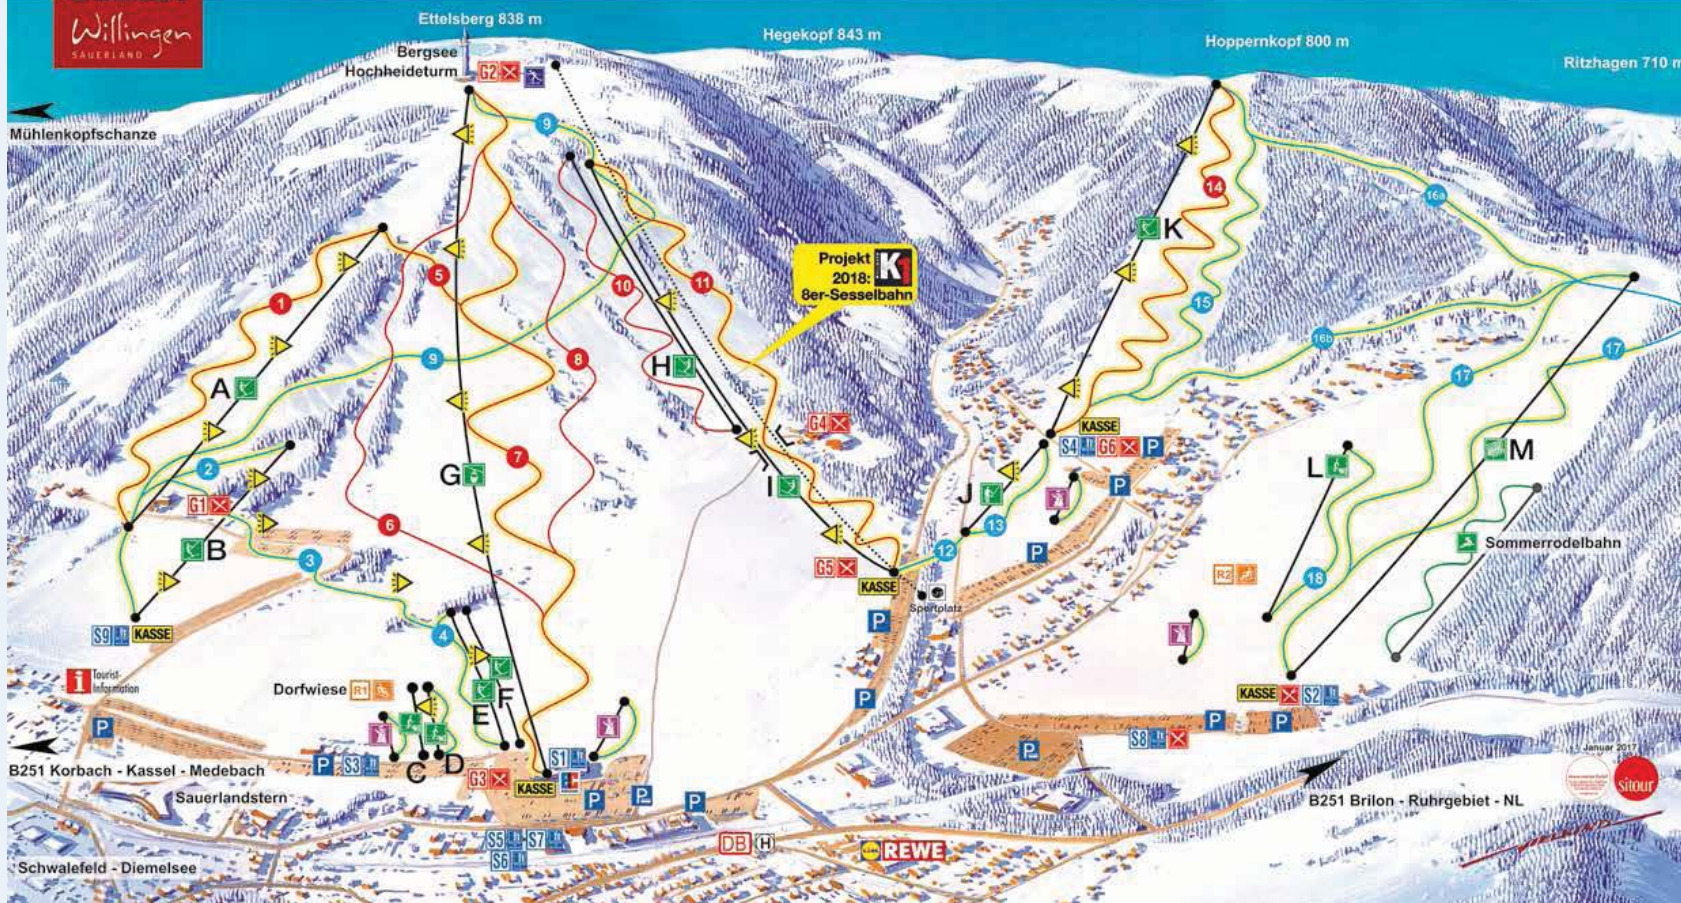 Willingen
SAUERLAND
Ettelsberg 838 m
Bergsee
Hochheideturm
G2
Hegekopf 843 m
Hoppernkopf 800 m
Ritzhagen 710 m
Mühlenkopfschanze
9
14
16a
K
5
1
10
11
Projekt
2018:
8er-Sesselbahn
K1
15
16b
17
17
9
8
H
A
G4
KASSE
S4
G6
P
2
7
G
I
J
L
M
G1
6
13
P
B
3
12
P
Sommerrodelbahn
G5
KASSE
18
R2
Sportplatz
S9
KASSE
4
P
i
Tourist-
Information
Dorfwiese
R1
F
E
P
KASSE
S2
P
P
P
S8
P
P
S3
C
D
S1
G3
KASSE
B251 Korbach - Kassel - Medebach
Januar 2017
sitour
Sauerlandstern
P
P
P
B251 Brilon - Ruhrgebiet - NL
S5
S7
S6
DB
H
REWE
Schwalefeld - Diemelsee